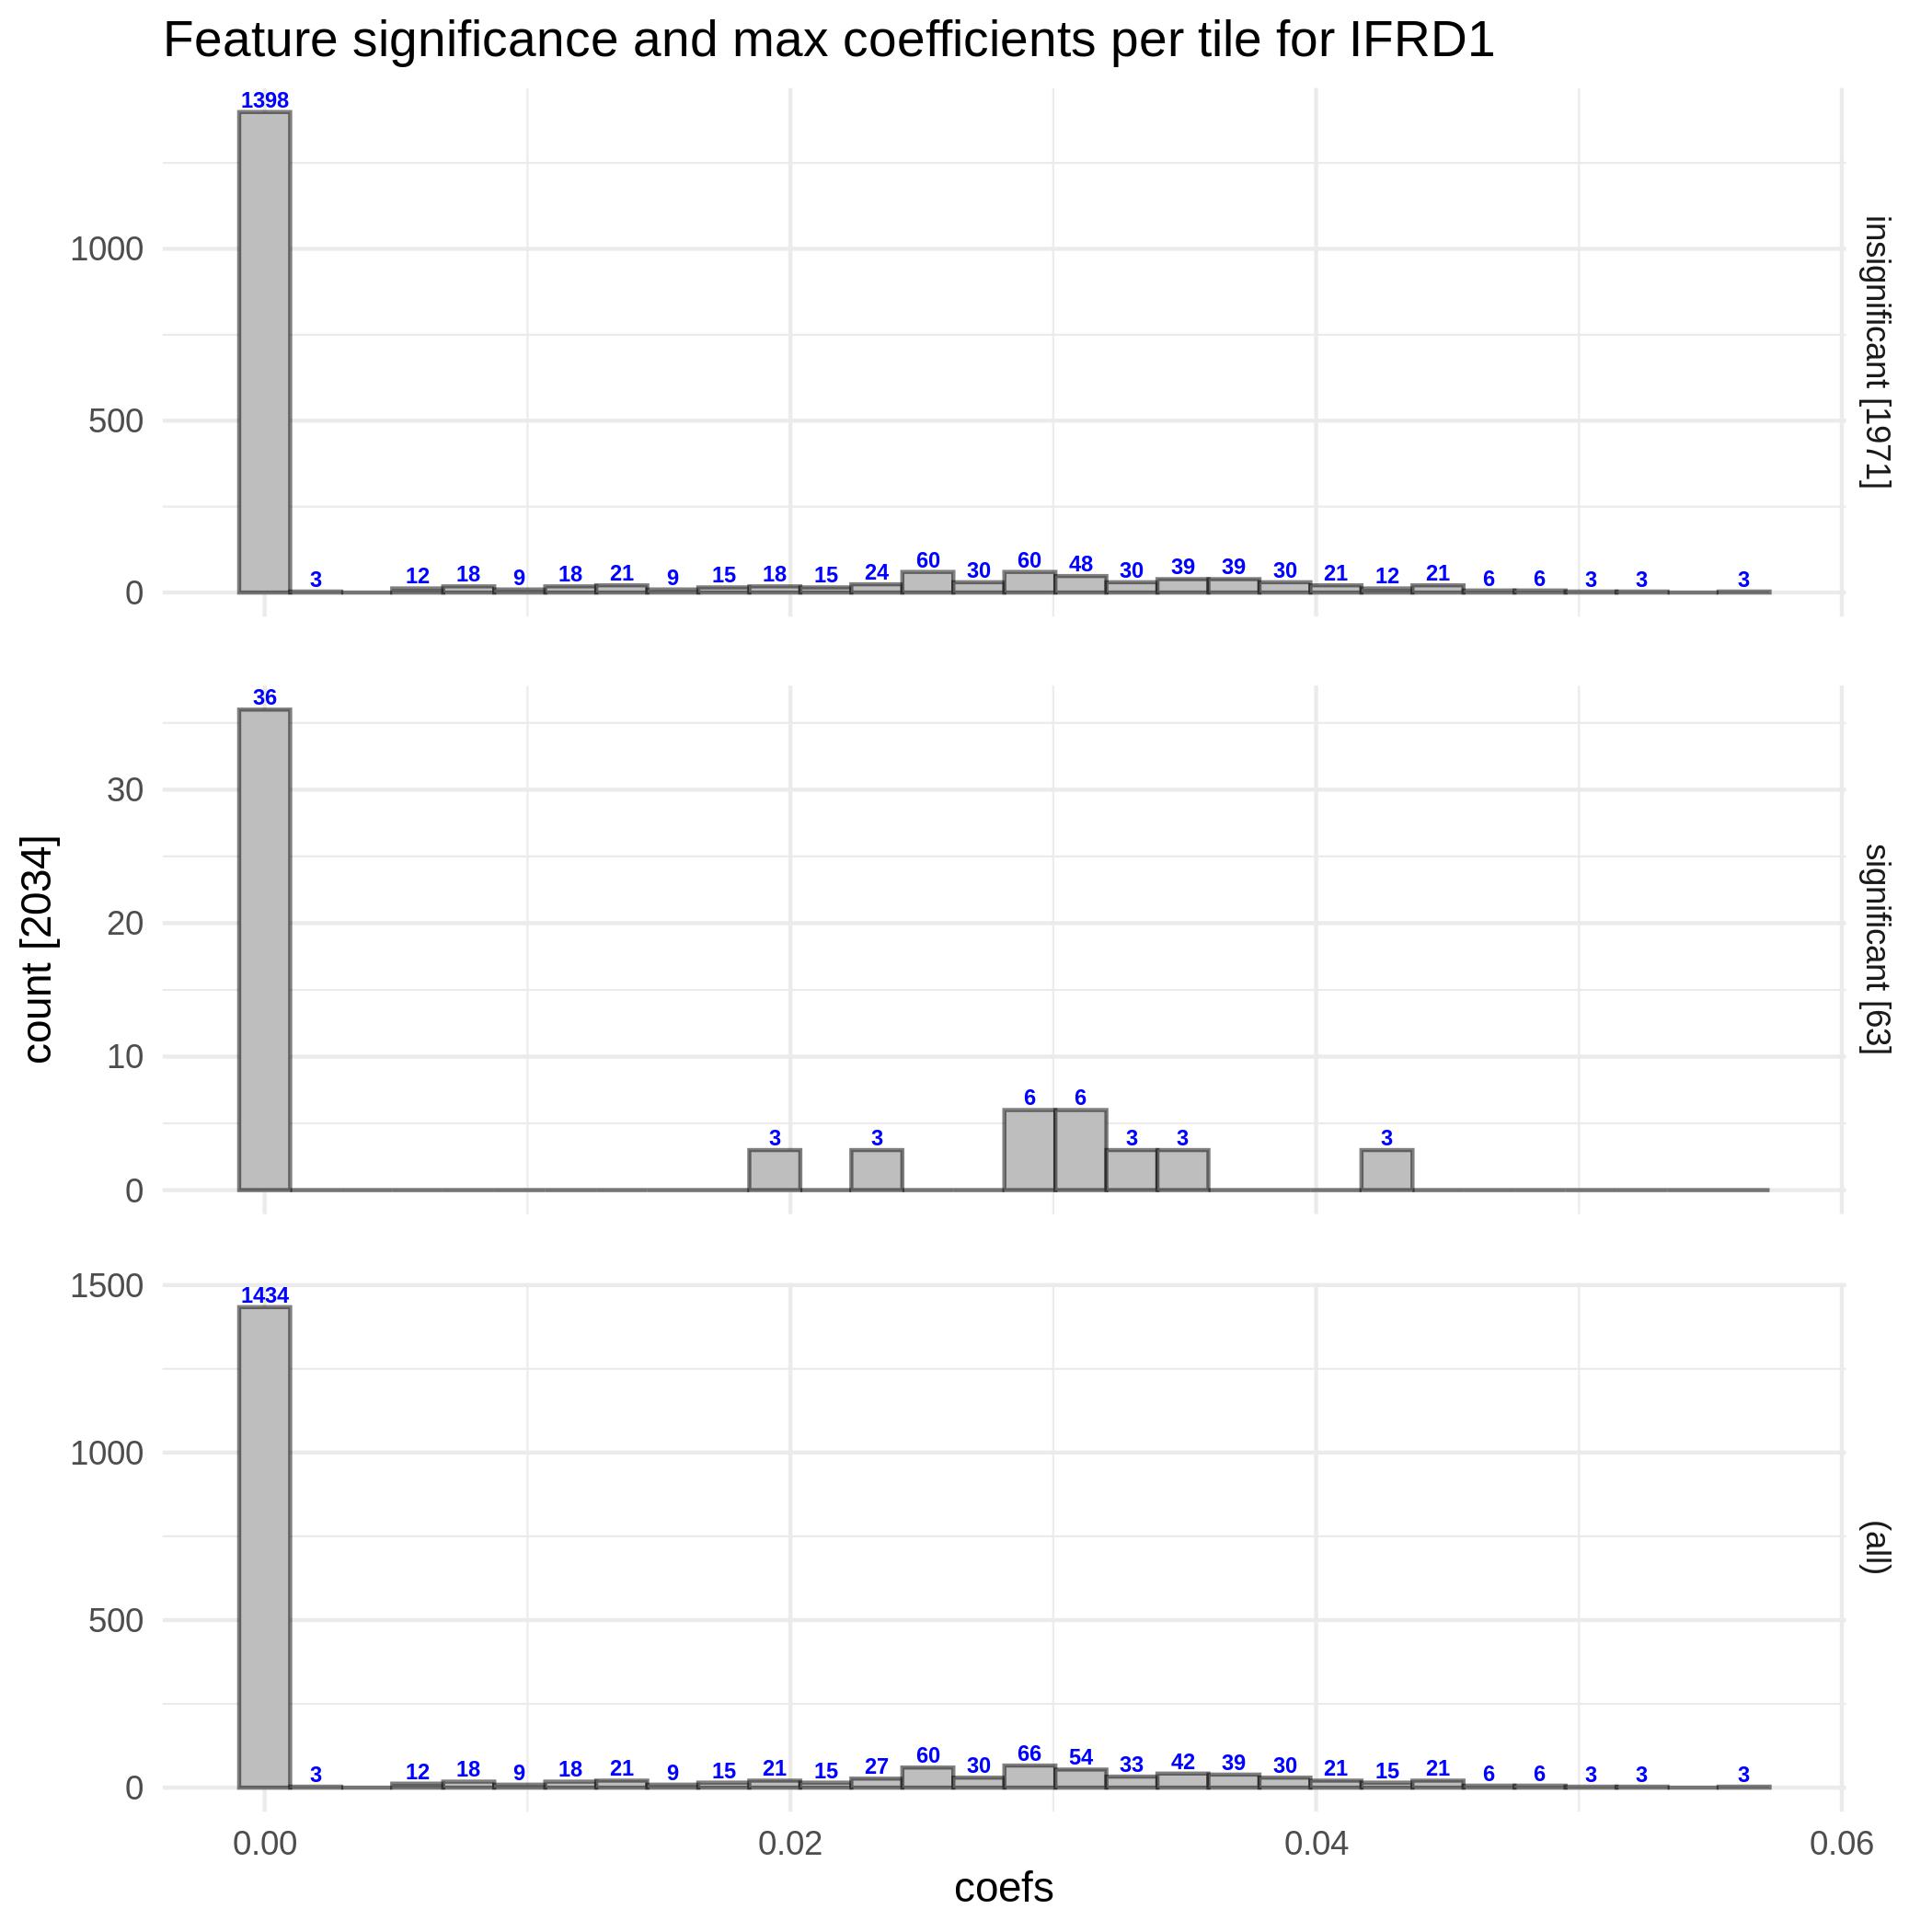 Feature significance and max coefficients per tile for IFRD1
1398
3 12 18 9 18 21 9 15 18 15 24 60 30 60 48 30 39 39 30 21 12 21 6 6 3 3 3
1000
500
0
insignificant [1971]
36
3 3 6 6 3 3 3
30
20
10
0
significant [63]
count [2034]
1434
3 12 18 9 18 21 9 15 21 15 27 60 30 66 54 33 42 39 30 21 15 21 6 6 3 3 3
1500
1000
500
0
(all)
0.00 0.02 0.04 0.06
coefs